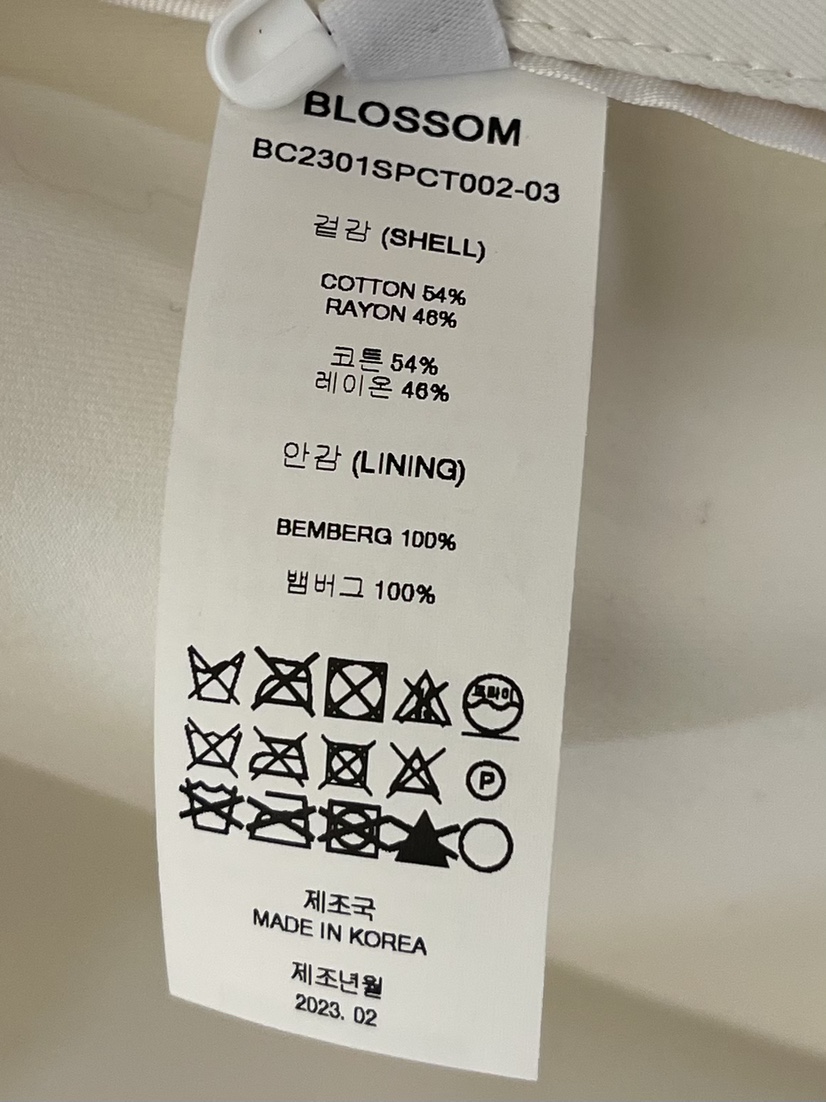 BLOSSOM
BC2301SPCT002-03
겉감 (SHELL)
COTTON 54%
RAYON 46%
코튼 54%
레이온 46%
안감 (LINING)
BEMBERG 100%
뱀버그 100%
드라이
P
제조국
MADE IN KOREA
제조년월
2023. 02